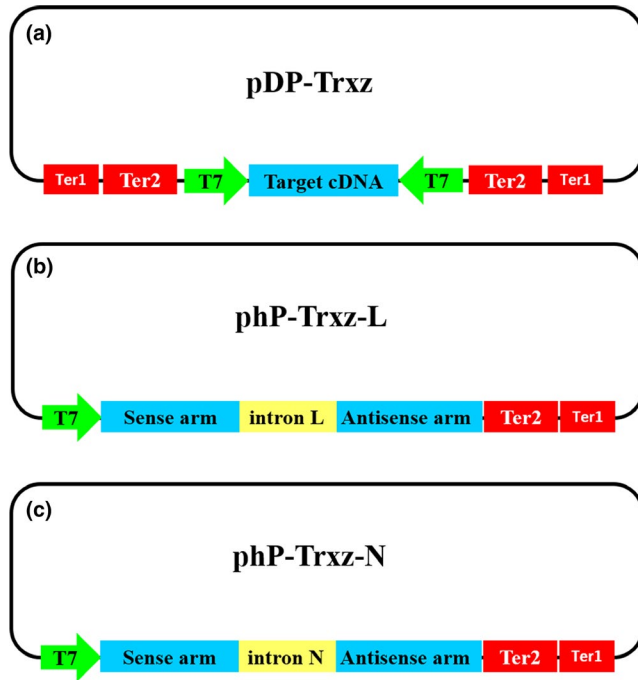 (a)
pDP-Trxz
Ter1 Ter2 T7 Target cDNA T7 Ter2 Ter1
(b)
phP-Trxz-L
T7 Sense arm intron L Antisense arm Ter2 Ter1
(c)
phP-Trxz-N
T7 Sense arm intron N Antisense arm Ter2 Ter1